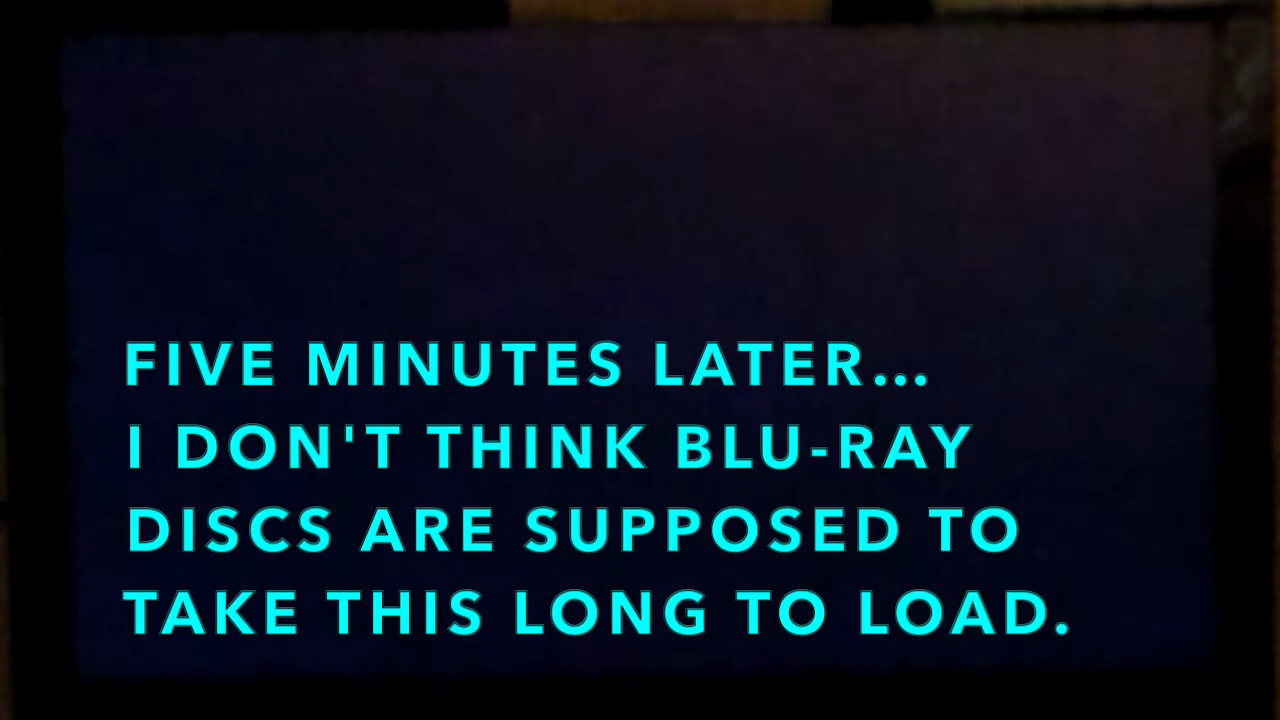 FIVE MINUTES LATER...
I DON'T THINK BLU-RAY
DISCS ARE SUPPOSED TO
TAKE THIS LONG TO LOAD.